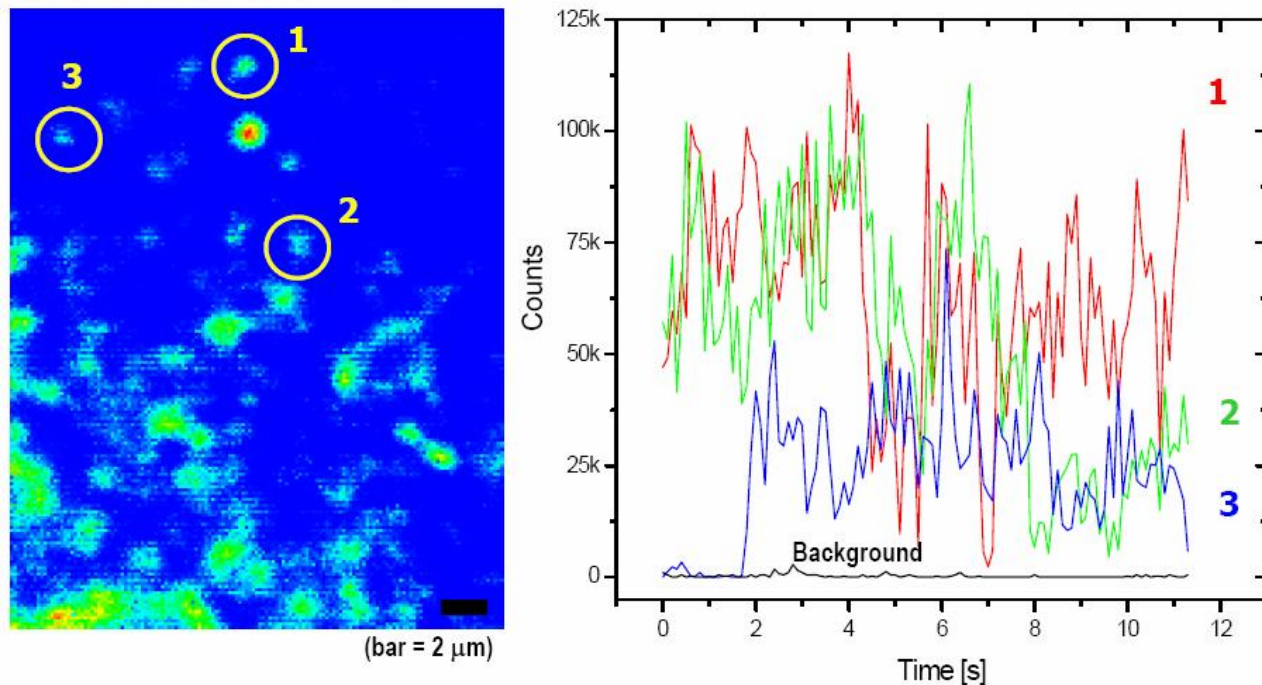 1
3
2
(bar = 2 μm)
125k
100k
75k
50k
25k
0
Counts
1
2
3
Background
0 2 4 6 8 10 12
Time [s]